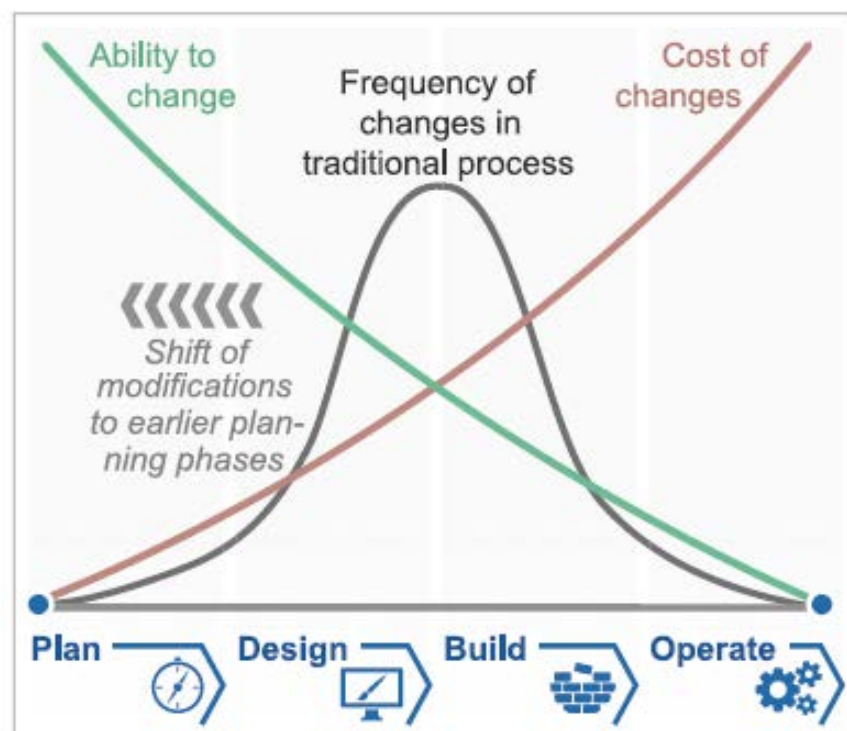 Ability to
change
Frequency of
changes in
traditional process
Cost of
changes
Shift of
modifications
to earlier plan-
ning phases
Plan
Design
Build
Operate